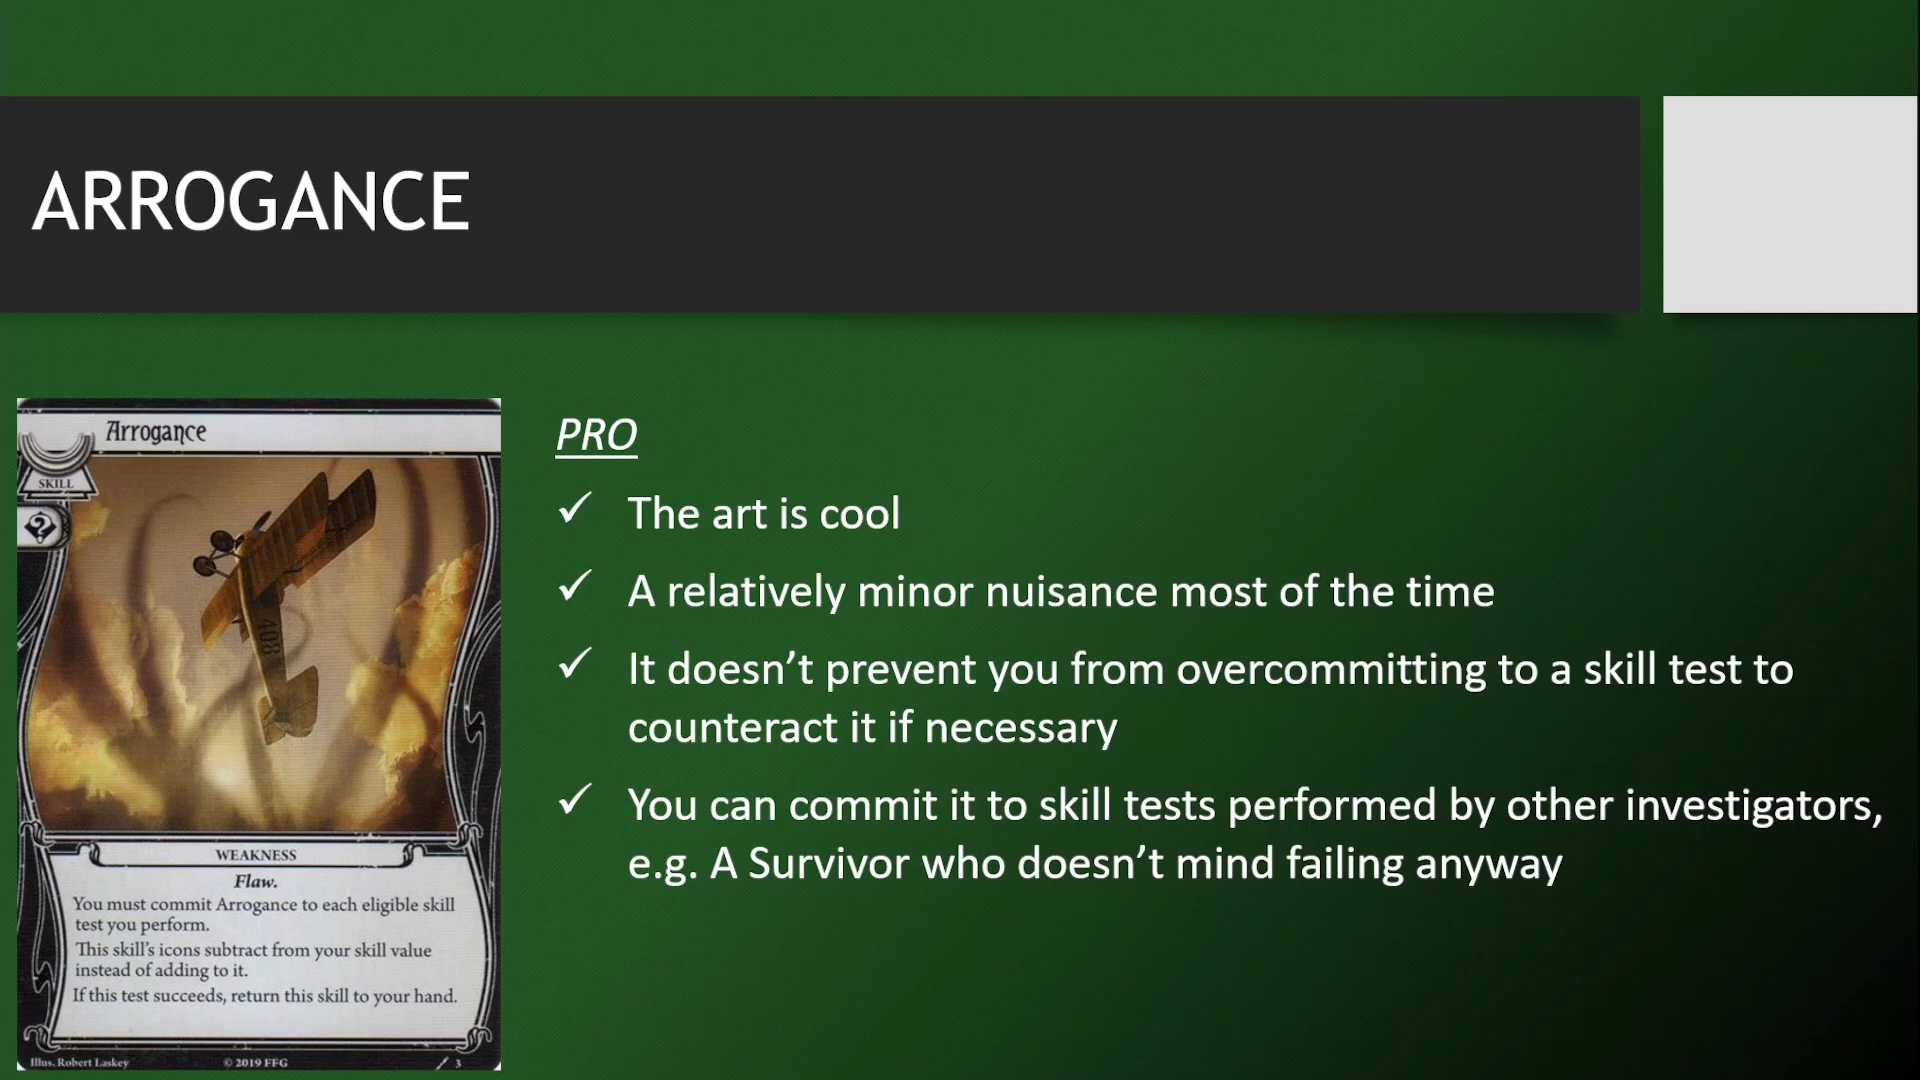 ARROGANCE
Arrogance
SKILL
?
408
WEAKNESS
Flaw.
You must commit Arrogance to each eligible skill
test you perform.
This skill's icons subtract from your skill value
instead of adding to it.
If this test succeeds, return this skill to your hand.
Illus. Robert Laskey
© 2019 FFG
3
PRO
✓ The art is cool
✓ A relatively minor nuisance most of the time
✓ It doesn't prevent you from overcommitting to a skill test to
counteract it if necessary
✓ You can commit it to skill tests performed by other investigators,
e.g. A Survivor who doesn't mind failing anyway